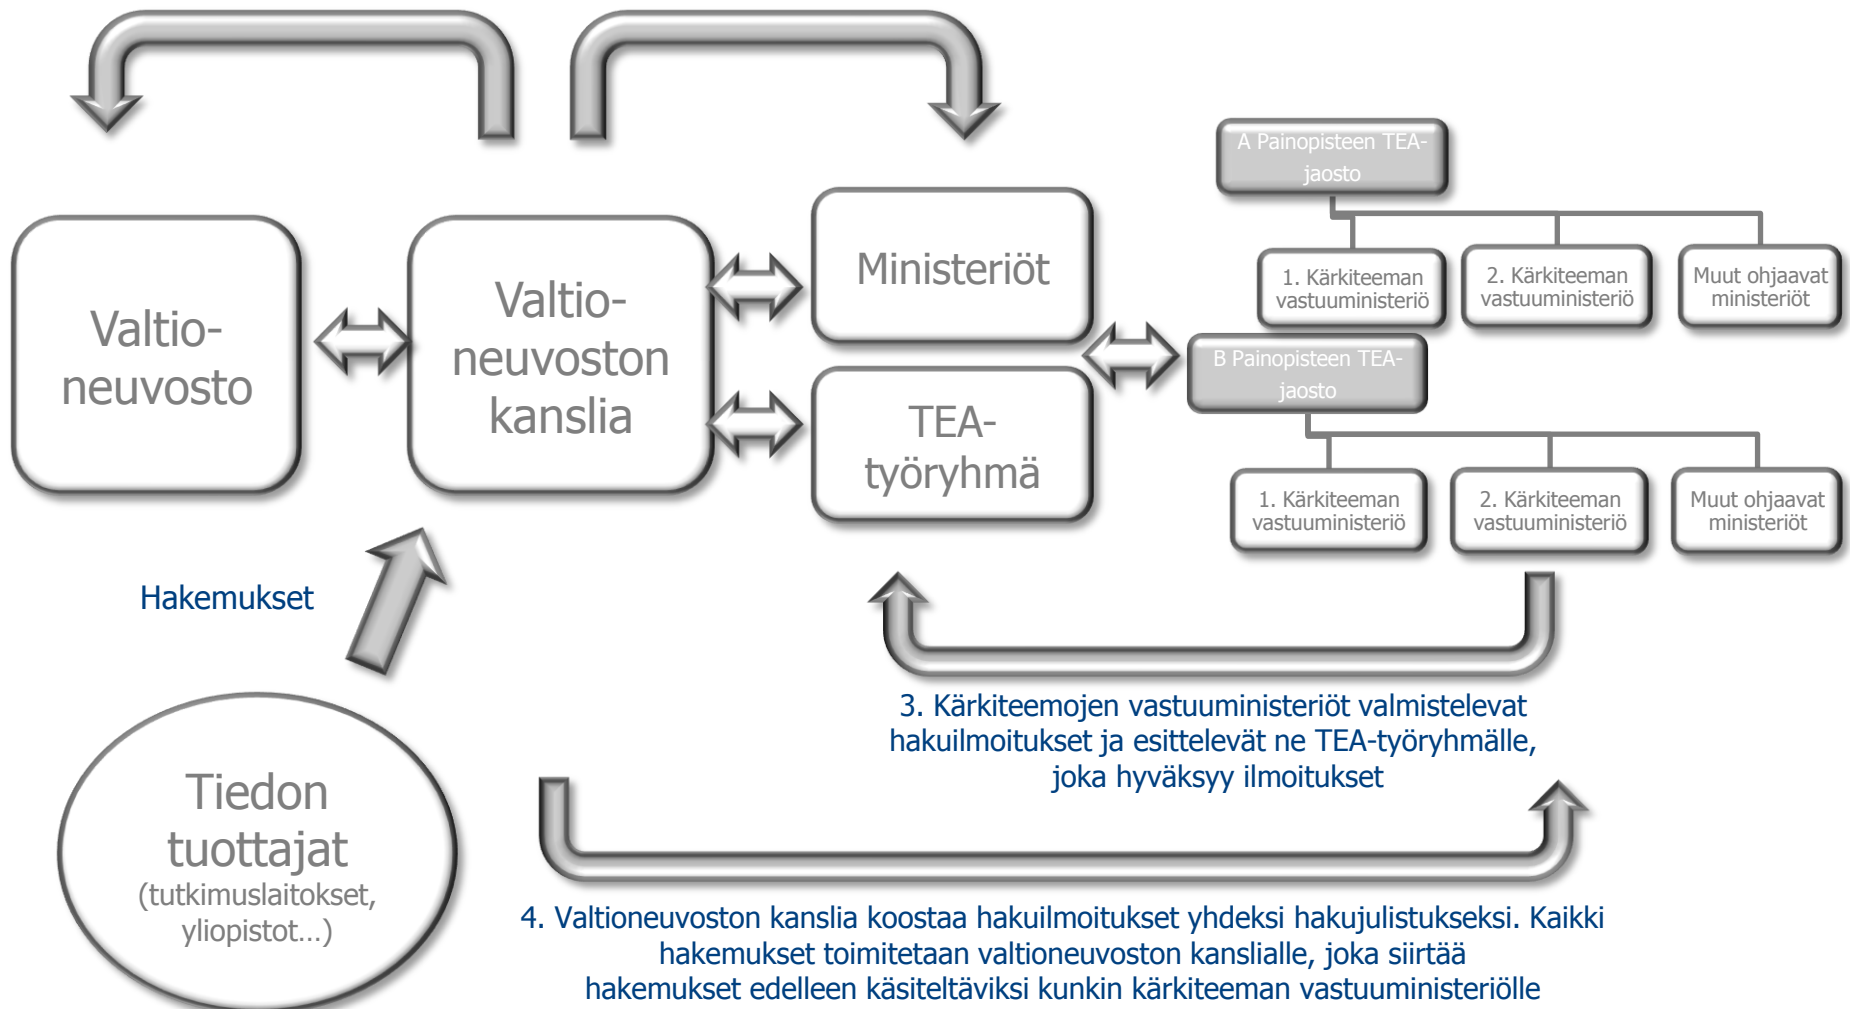 Valtio-
neuvosto
Valtio-
neuvoston
kanslia
Ministeriöt
TEA-
työryhmä
A Painopisteen TEA-
jaosto
1. Kärkiteeman
vastuuministeriö
2. Kärkiteeman
vastuuministeriö
Muut ohjaavat
ministeriöt
B Painopisteen TEA-
jaosto
1. Kärkiteeman
vastuuministeriö
2. Kärkiteeman
vastuuministeriö
Muut ohjaavat
ministeriöt
Hakemukset
Tiedon
tuottajat
(tutkimuslaitokset,
yliopistot...)
3. Kärkiteemojen vastuuministeriöt valmistelevat
hakuilmoitukset ja esittelevät ne TEA-työryhmälle,
joka hyväksyy ilmoitukset
4. Valtioneuvoston kanslia koostaa hakuilmoitukset yhdeksi hakujulistukseksi. Kaikki
hakemukset toimitetaan valtioneuvoston kanslialle, joka siirtää
hakemukset edelleen käsiteltäviksi kunkin kärkiteeman vastuuministeriölle